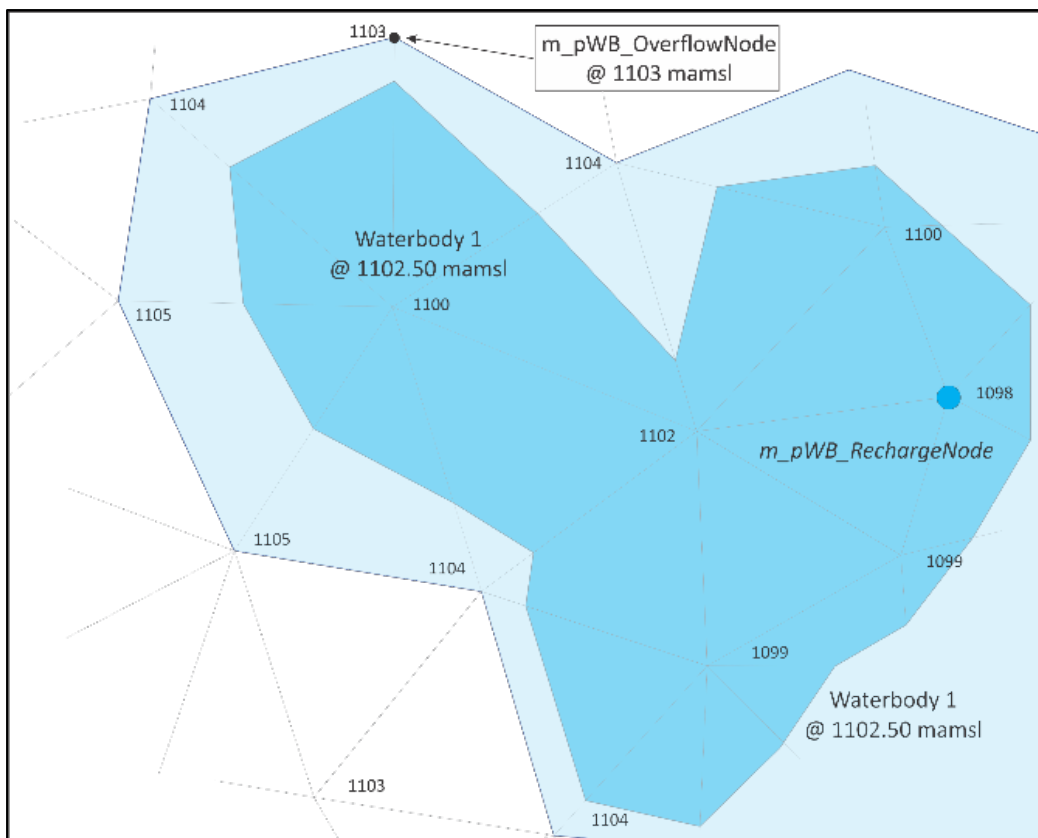 1103
m_pWB_OverflowNode
@ 1103 mamsl
1104
1104
Waterbody 1
@ 1102.50 mamsl
1100
1100
1105
1098
1102
m_pWB_RechargeNode
1105
1104
1099
1099
Waterbody 1
@ 1102.50 mamsl
1103
1104